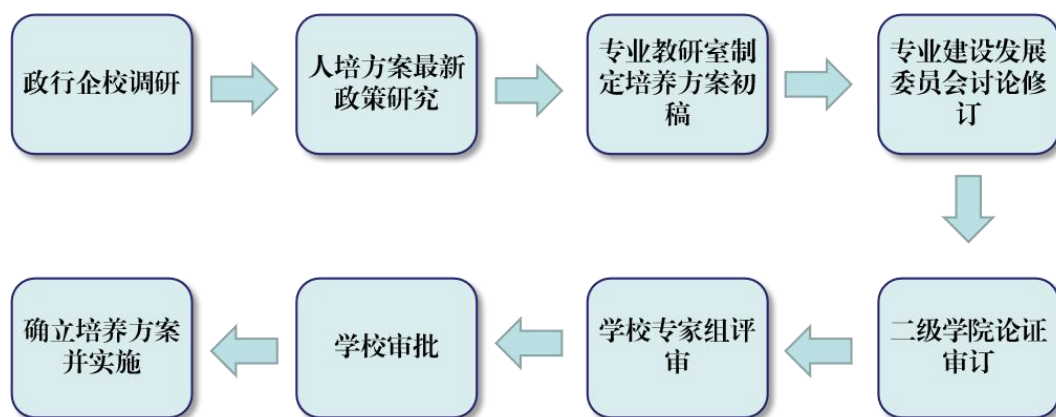 政行企校调研
人培方案最新
政策研究
专业教研室制
定培养方案初
稿
专业建设发展
委员会讨论修
订
二级学院论证
审订
学校专家组评
审
学校审批
确立培养方案
并实施